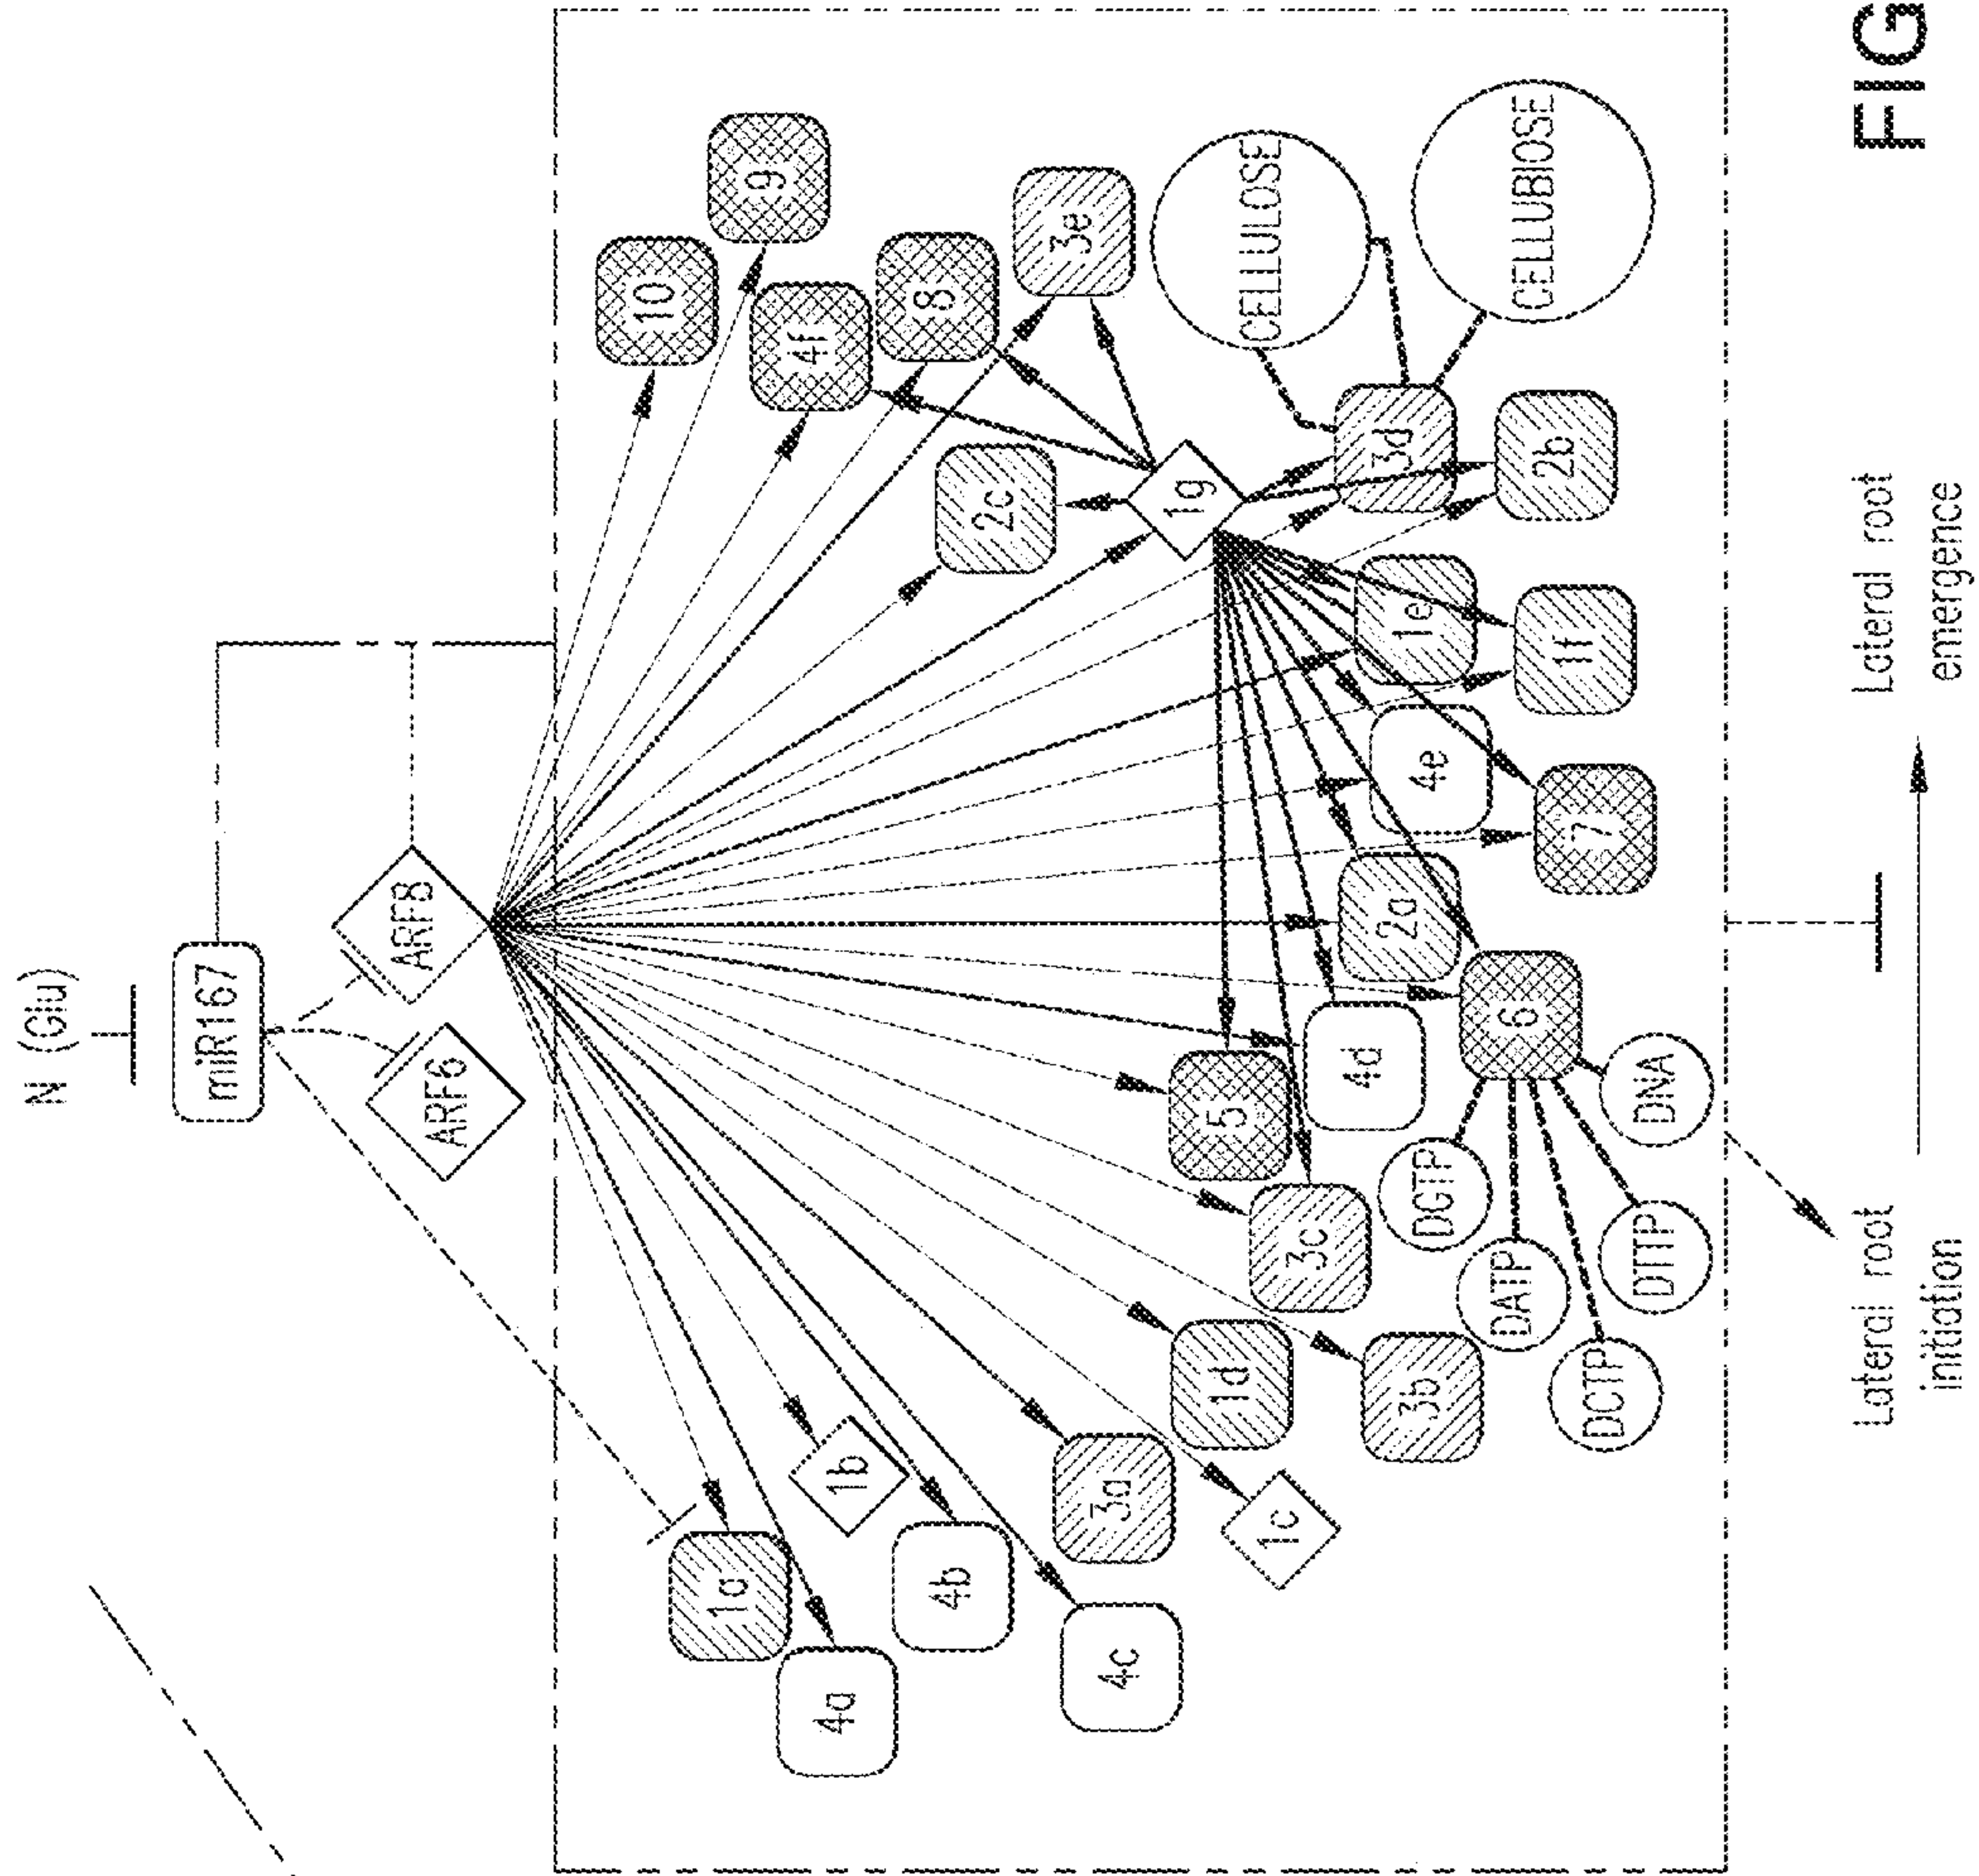 N (Glu)
miR167
ARF8
ARF6
10
1a
9
4f
4a
1b
8
4b
2c
3e
4c
3a
1g
5
1d
CELLULOSE
1c
3c
4d
3d
2a
1e
3b
4e
DGTP
6
DATP
CELLUBIOSE
2b
1f
7
DCTP
DTTP
DNA
Lateral root
initiation
Lateral root
emergence
FIG